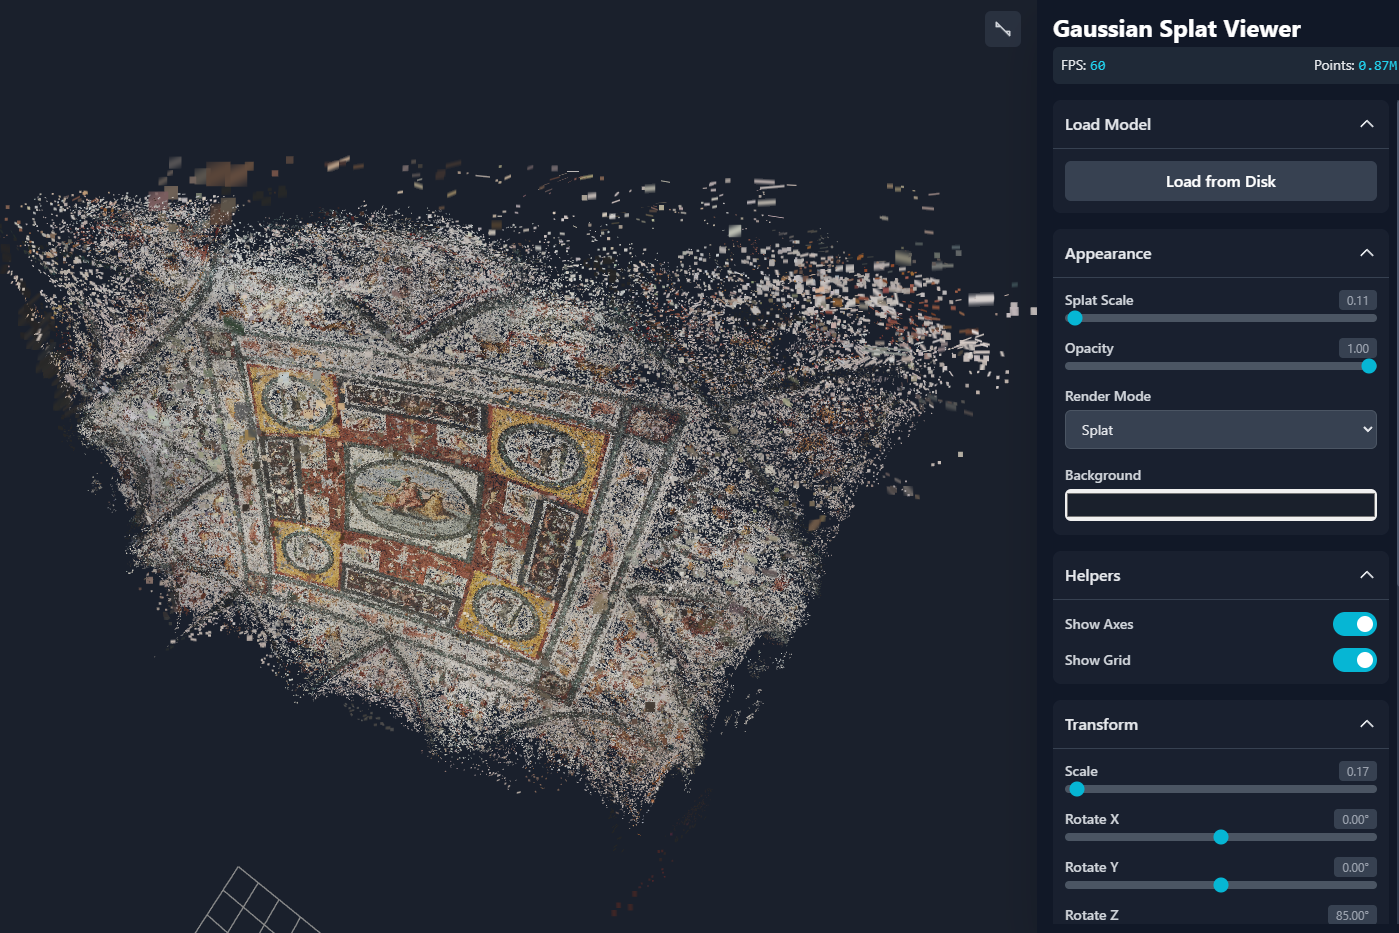 Gaussian Splat Viewer
FPS: 60 Points: 0.87M
Load Model
Load from Disk
Appearance
Splat Scale 0.11
Opacity 1.00
Render Mode
Splat
Background
Helpers
Show Axes
Show Grid
Transform
Scale 0.17
Rotate X 0.00°
Rotate Y 0.00°
Rotate Z 85.00°